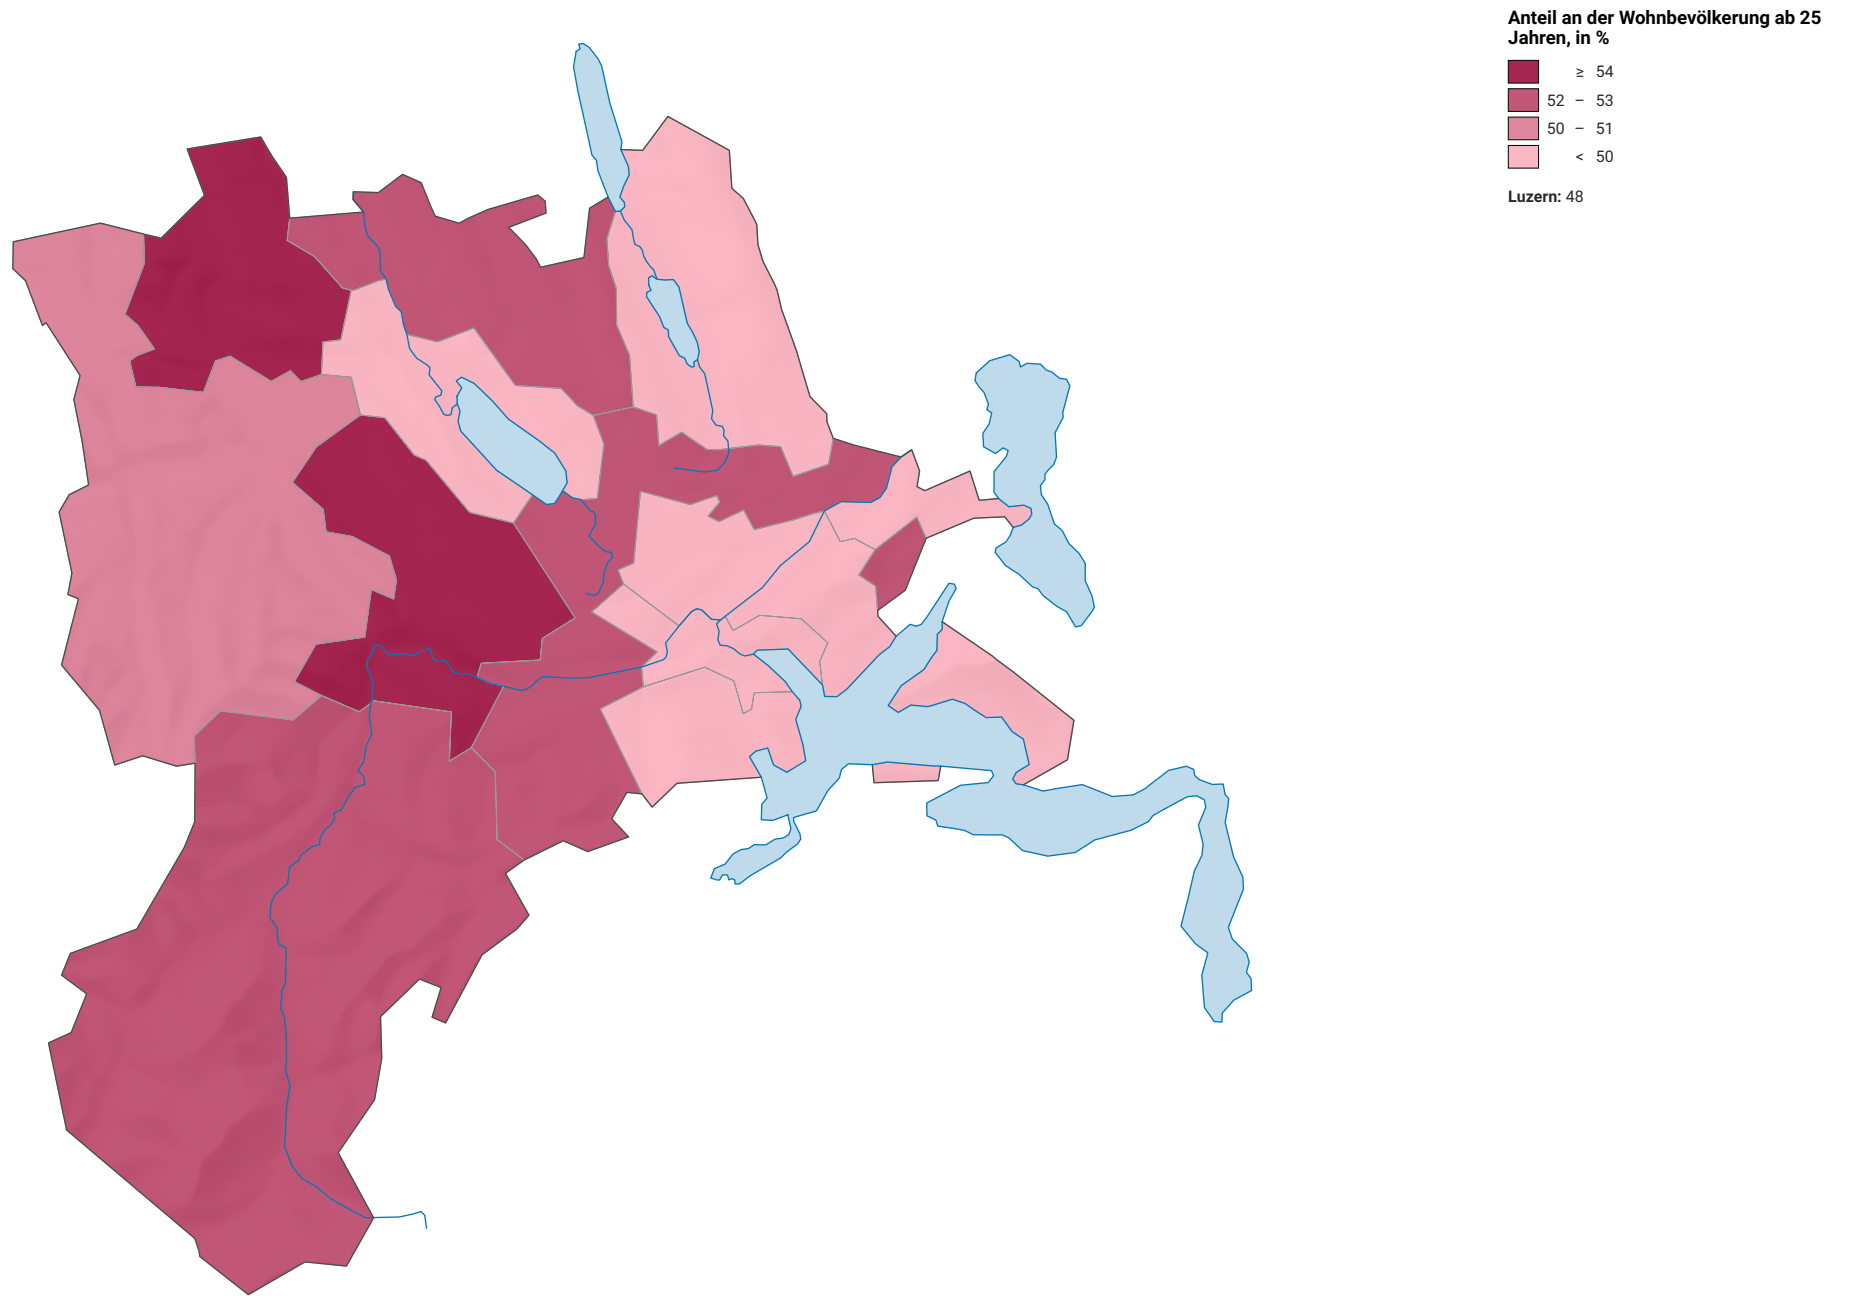 Anteil an der Wohnbevölkerung ab 25
Jahren, in %
≥ 54
52 – 53
50 – 51
< 50
Luzern: 48